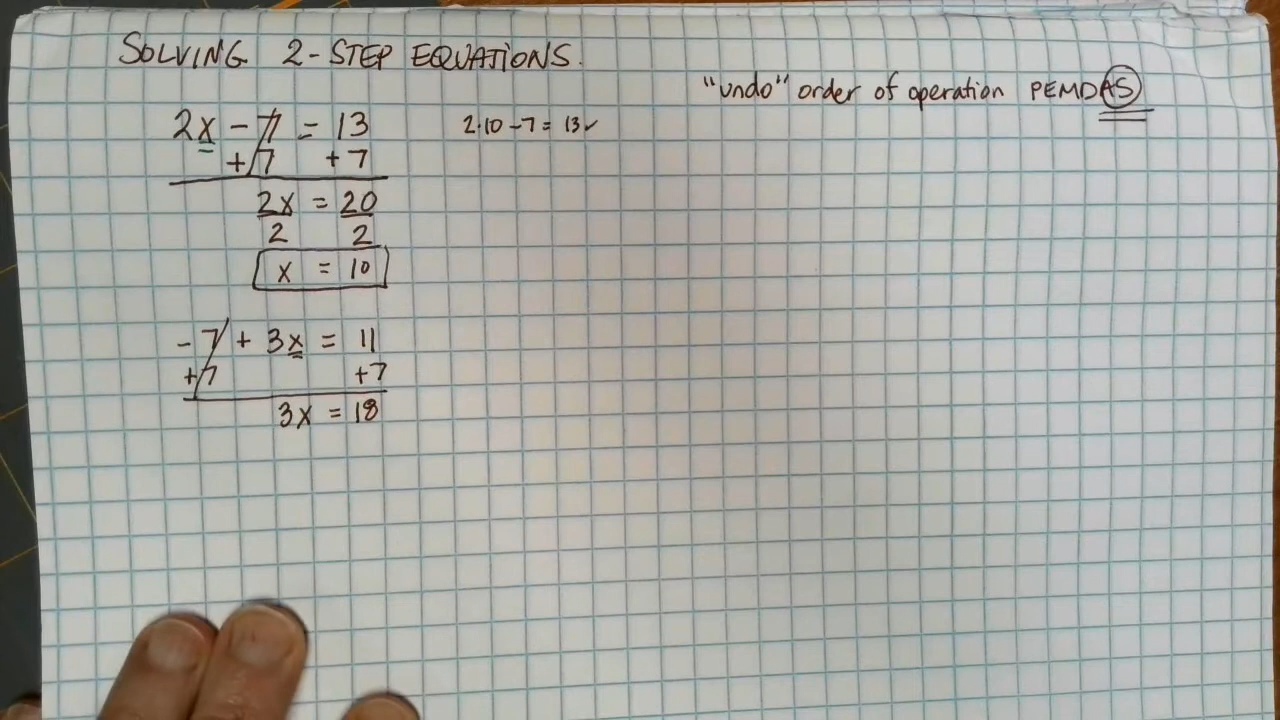 SOLVING 2-STEP EQUATIONS.
"undo" order of operation PEMDAS
2x - 7 = 13
2·10 - 7 = 13✓
+7 +7
2x = 20
2 2
x = 10
-7 + 3x = 11
+7 +7
3x = 18